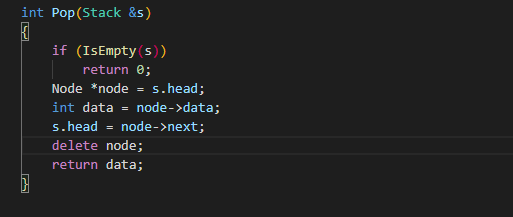 int Pop(Stack &s)
{
    if (IsEmpty(s))
        return 0;
    Node *node = s.head;
    int data = node->data;
    s.head = node->next;
    delete node;
    return data;
}